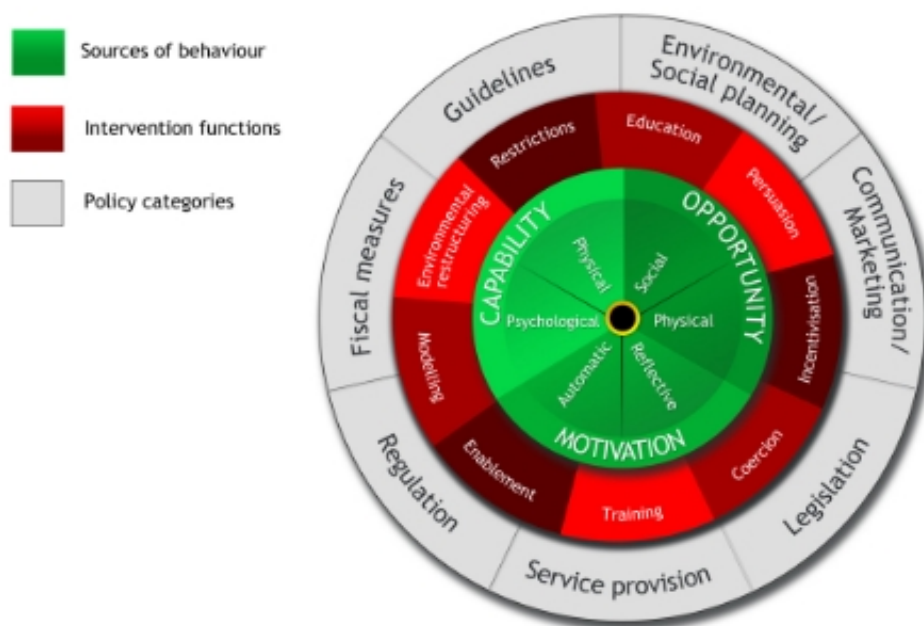 Sources of behaviour
Intervention functions
Policy categories
Guidelines
Environmental/
Social planning
Communication/
Marketing
Legislation
Service provision
Regulation
Fiscal measures
Restrictions
Education
Persuasion
Incentivisation
Coercion
Training
Enablement
Modelling
Environmental
restructuring
CAPABILITY
OPPORTUNITY
MOTIVATION
Physical
Social
Physical
Reflective
Automatic
Psychological